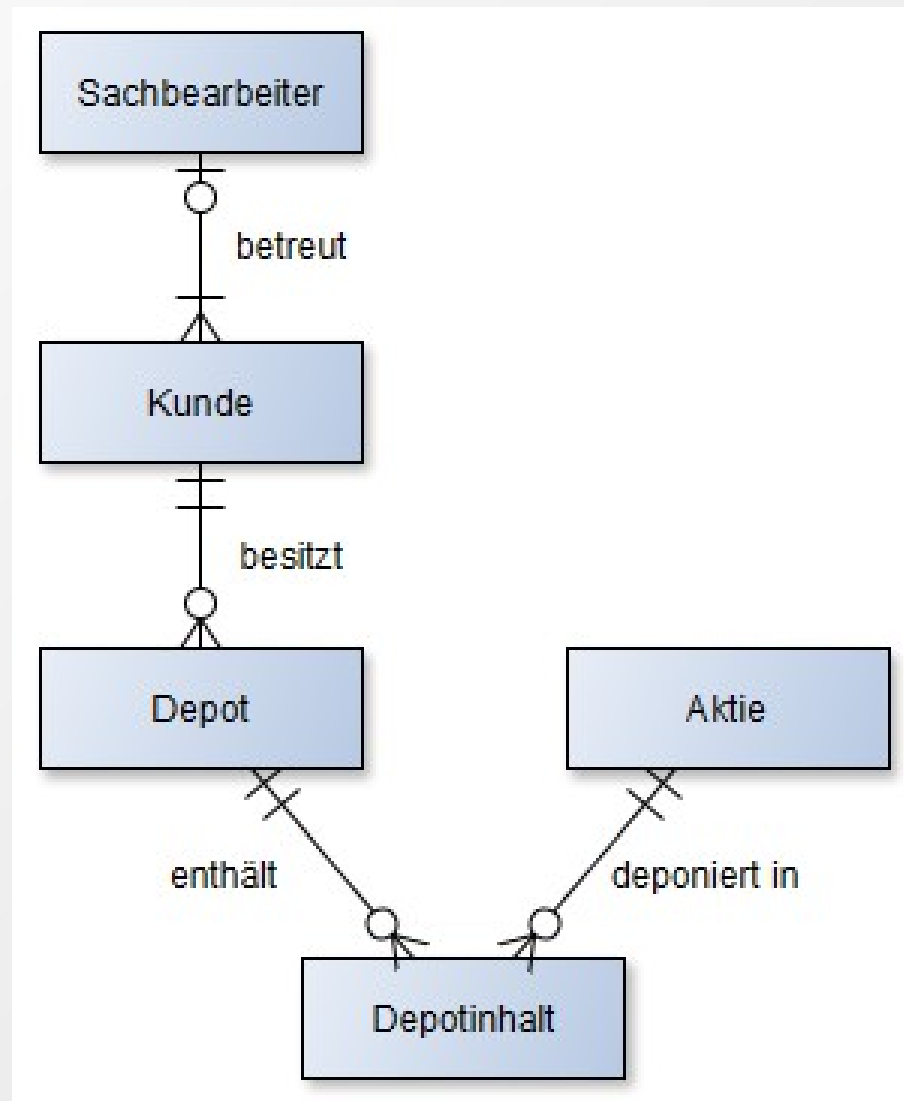 Sachbearbeiter
betreut
Kunde
besitzt
Depot
Aktie
enthält
deponiert in
Depotinhalt